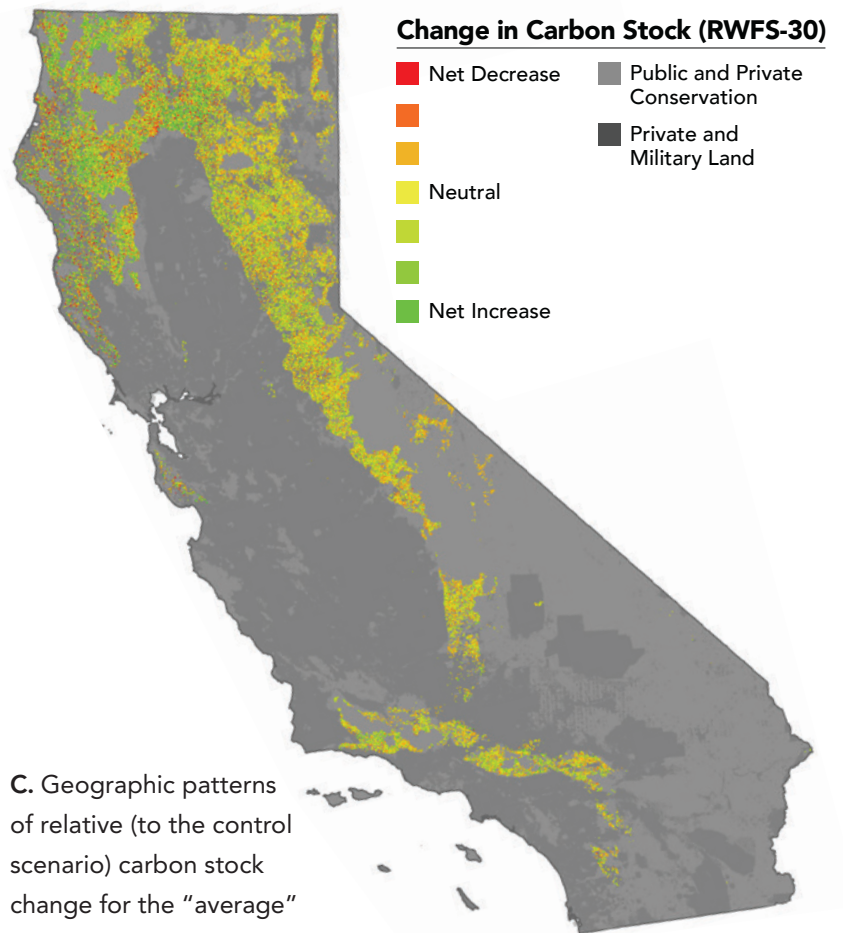 Change in Carbon Stock (RWFS-30)
Net Decrease
Neutral
Net Increase
Public and Private
Conservation
Private and
Military Land
C. Geographic patterns
of relative (to the control
scenario) carbon stock
change for the “average”